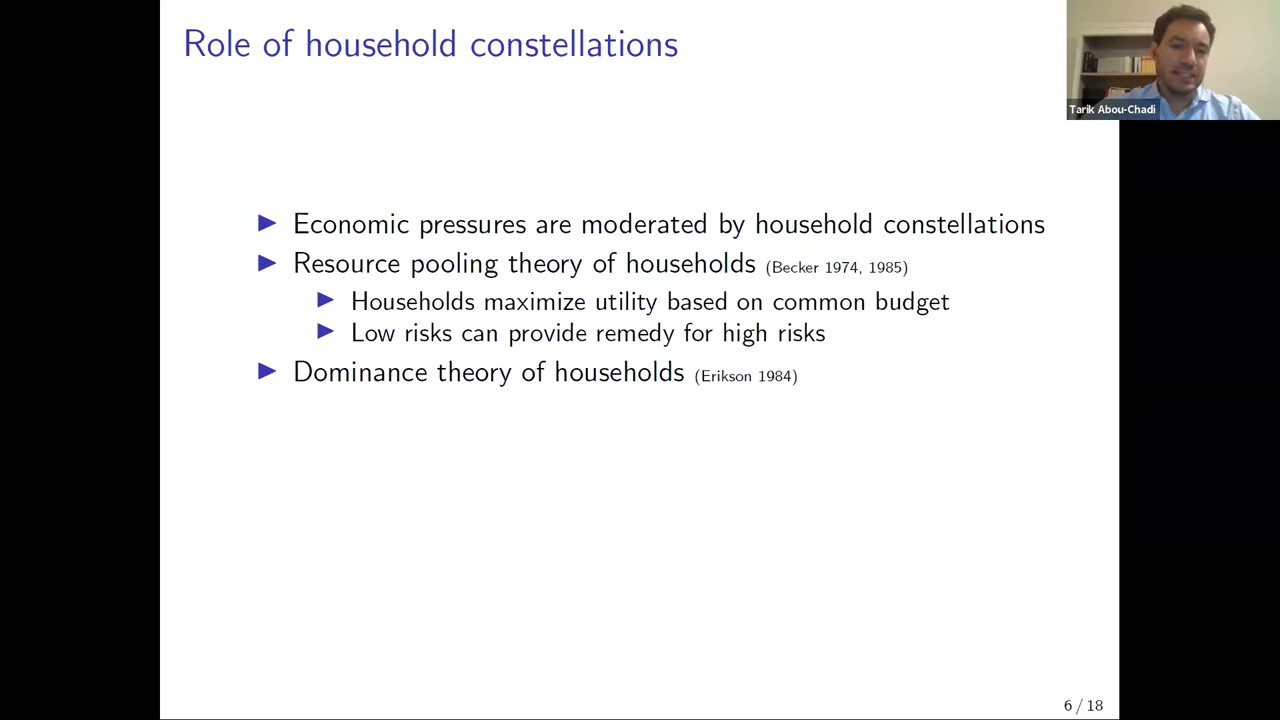 Role of household constellations
Tarik Abou-Chadi
▶ Economic pressures are moderated by household constellations
▶ Resource pooling theory of households (Becker 1974, 1985)
▶ Households maximize utility based on common budget
▶ Low risks can provide remedy for high risks
▶ Dominance theory of households (Erikson 1984)
6 / 18